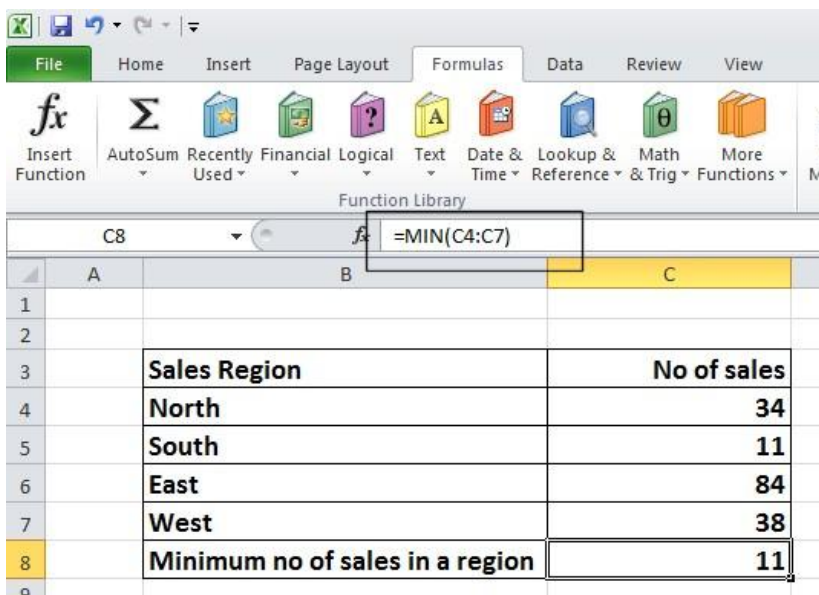 File Home Insert Page Layout Formulas Data Review View
fx Σ ? A θ
Insert AutoSum Recently Financial Logical Text Date & Lookup & Math More
Function Used Time Reference & Trig Functions M
Function Library
C8 fx =MIN(C4:C7)
A B C
1
2
3 Sales Region No of sales
4 North 34
5 South 11
6 East 84
7 West 38
8 Minimum no of sales in a region 11
9